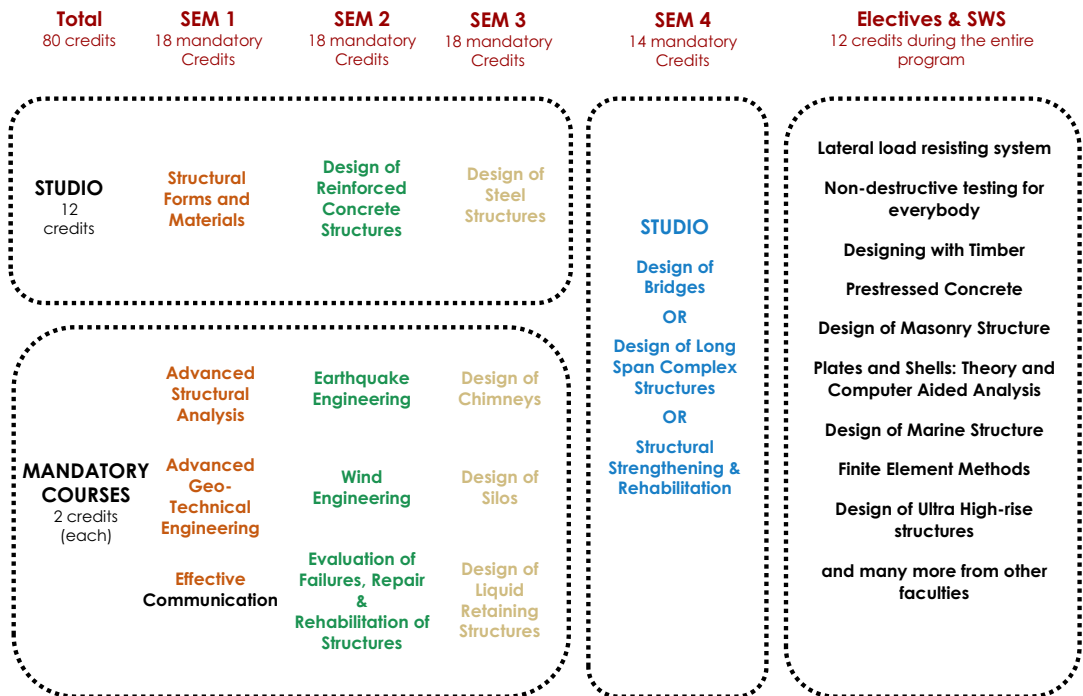 Total
80 credits
SEM 1
18 mandatory
Credits
SEM 2
18 mandatory
Credits
SEM 3
18 mandatory
Credits
SEM 4
14 mandatory
Credits
Electives & SWS
12 credits during the entire
program
STUDIO
12
credits
Structural
Forms and
Materials
Design of
Reinforced
Concrete
Structures
Design of
Steel
Structures
MANDATORY
COURSES
2 credits
(each)
Advanced
Structural
Analysis
Earthquake
Engineering
Design of
Chimneys
Advanced
Geo-
Technical
Engineering
Wind
Engineering
Design of
Silos
Effective
Communication
Evaluation of
Failures, Repair
&
Rehabilitation of
Structures
Design of
Liquid
Retaining
Structures
STUDIO
Design of
Bridges
OR
Design of Long
Span Complex
Structures
OR
Structural
Strengthening &
Rehabilitation
Lateral load resisting system
Non-destructive testing for
everybody
Designing with Timber
Prestressed Concrete
Design of Masonry Structure
Plates and Shells: Theory and
Computer Aided Analysis
Design of Marine Structure
Finite Element Methods
Design of Ultra High-rise
structures
and many more from other
faculties